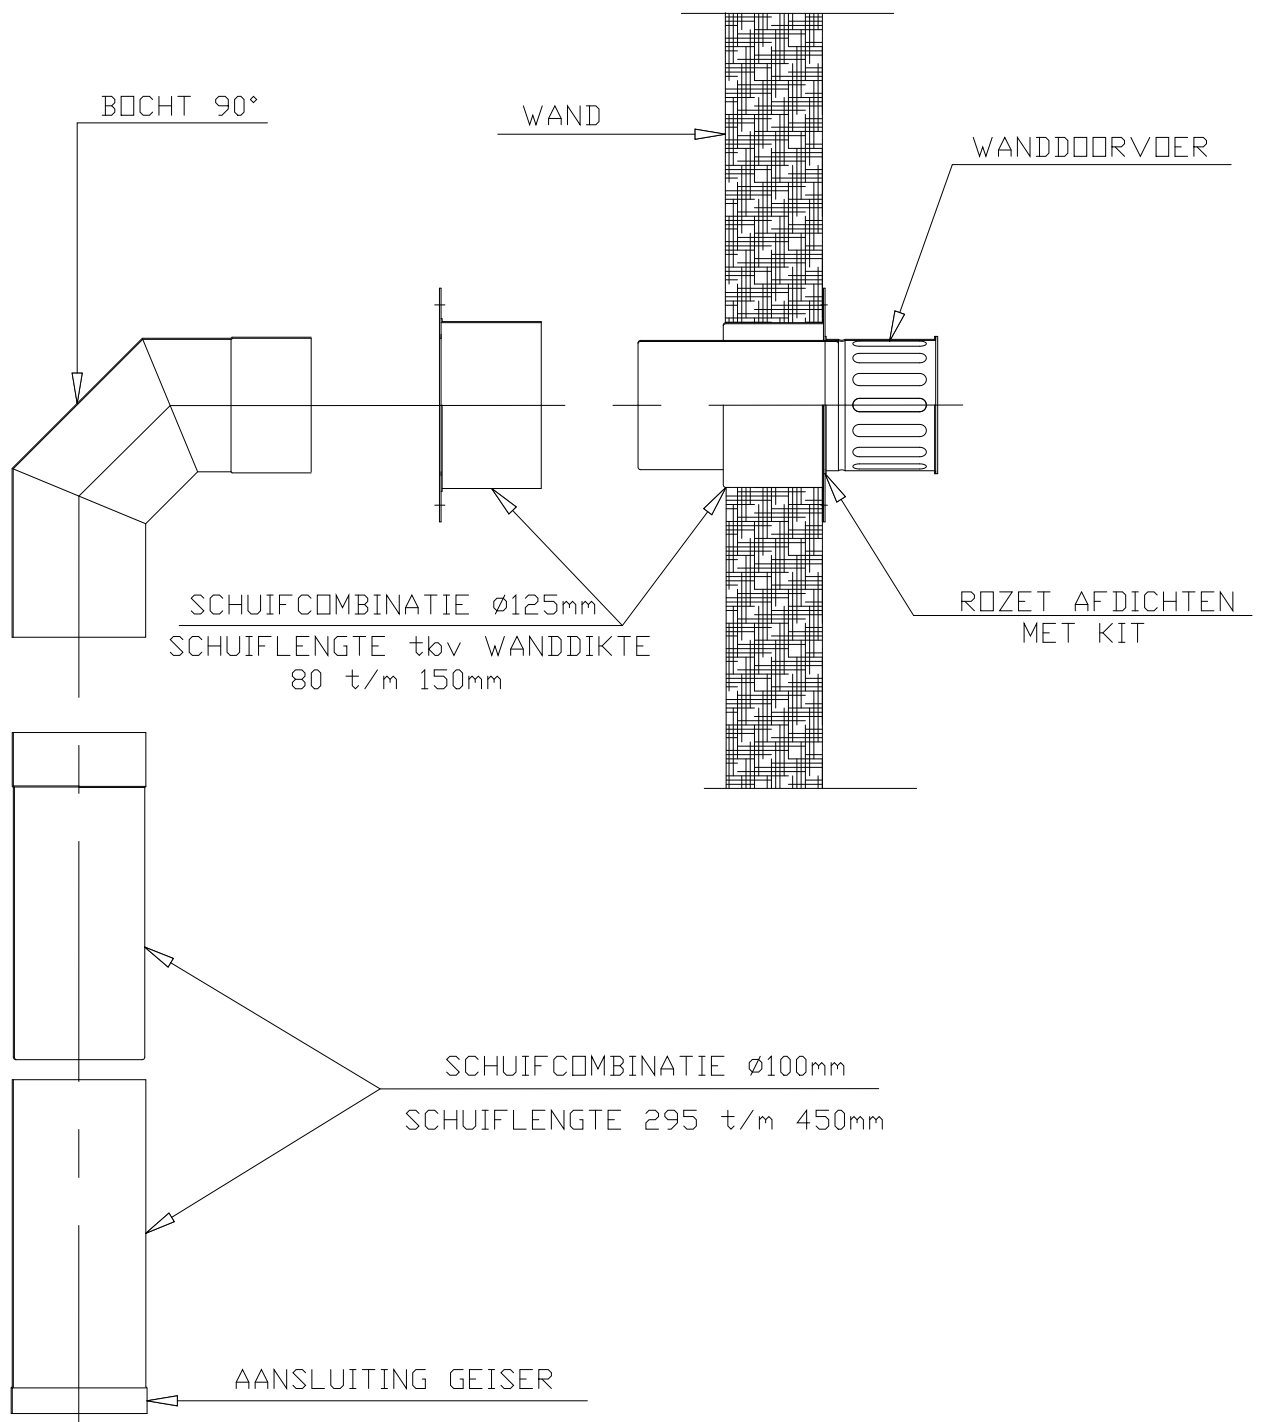 BOCHT 90°
WAND
WANDDOORVOER
SCHUIFCOMBINATIE Ø125mm
SCHUIFLENGTE tbv WANDDIKTE
80 t/m 150mm
ROZET AFDICHTEN
MET KIT
SCHUIFCOMBINATIE Ø100mm
SCHUIFLENGTE 295 t/m 450mm
AANSLUITING GEISER